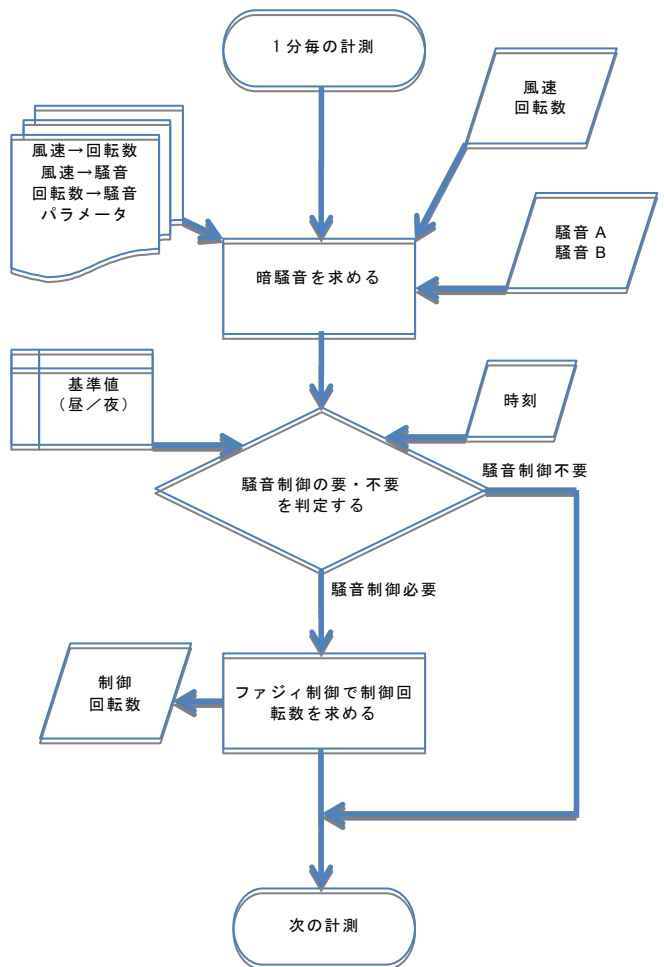 1分毎の計測
風速
回転数
風速→回転数
風速→騒音
回転数→騒音
パラメータ
騒音A
騒音B
暗騒音を求める
基準値
（昼／夜）
時刻
騒音制御の要・不要
を判定する
騒音制御不要
騒音制御必要
制御
回転数
ファジィ制御で制御回
転数を求める
次の計測